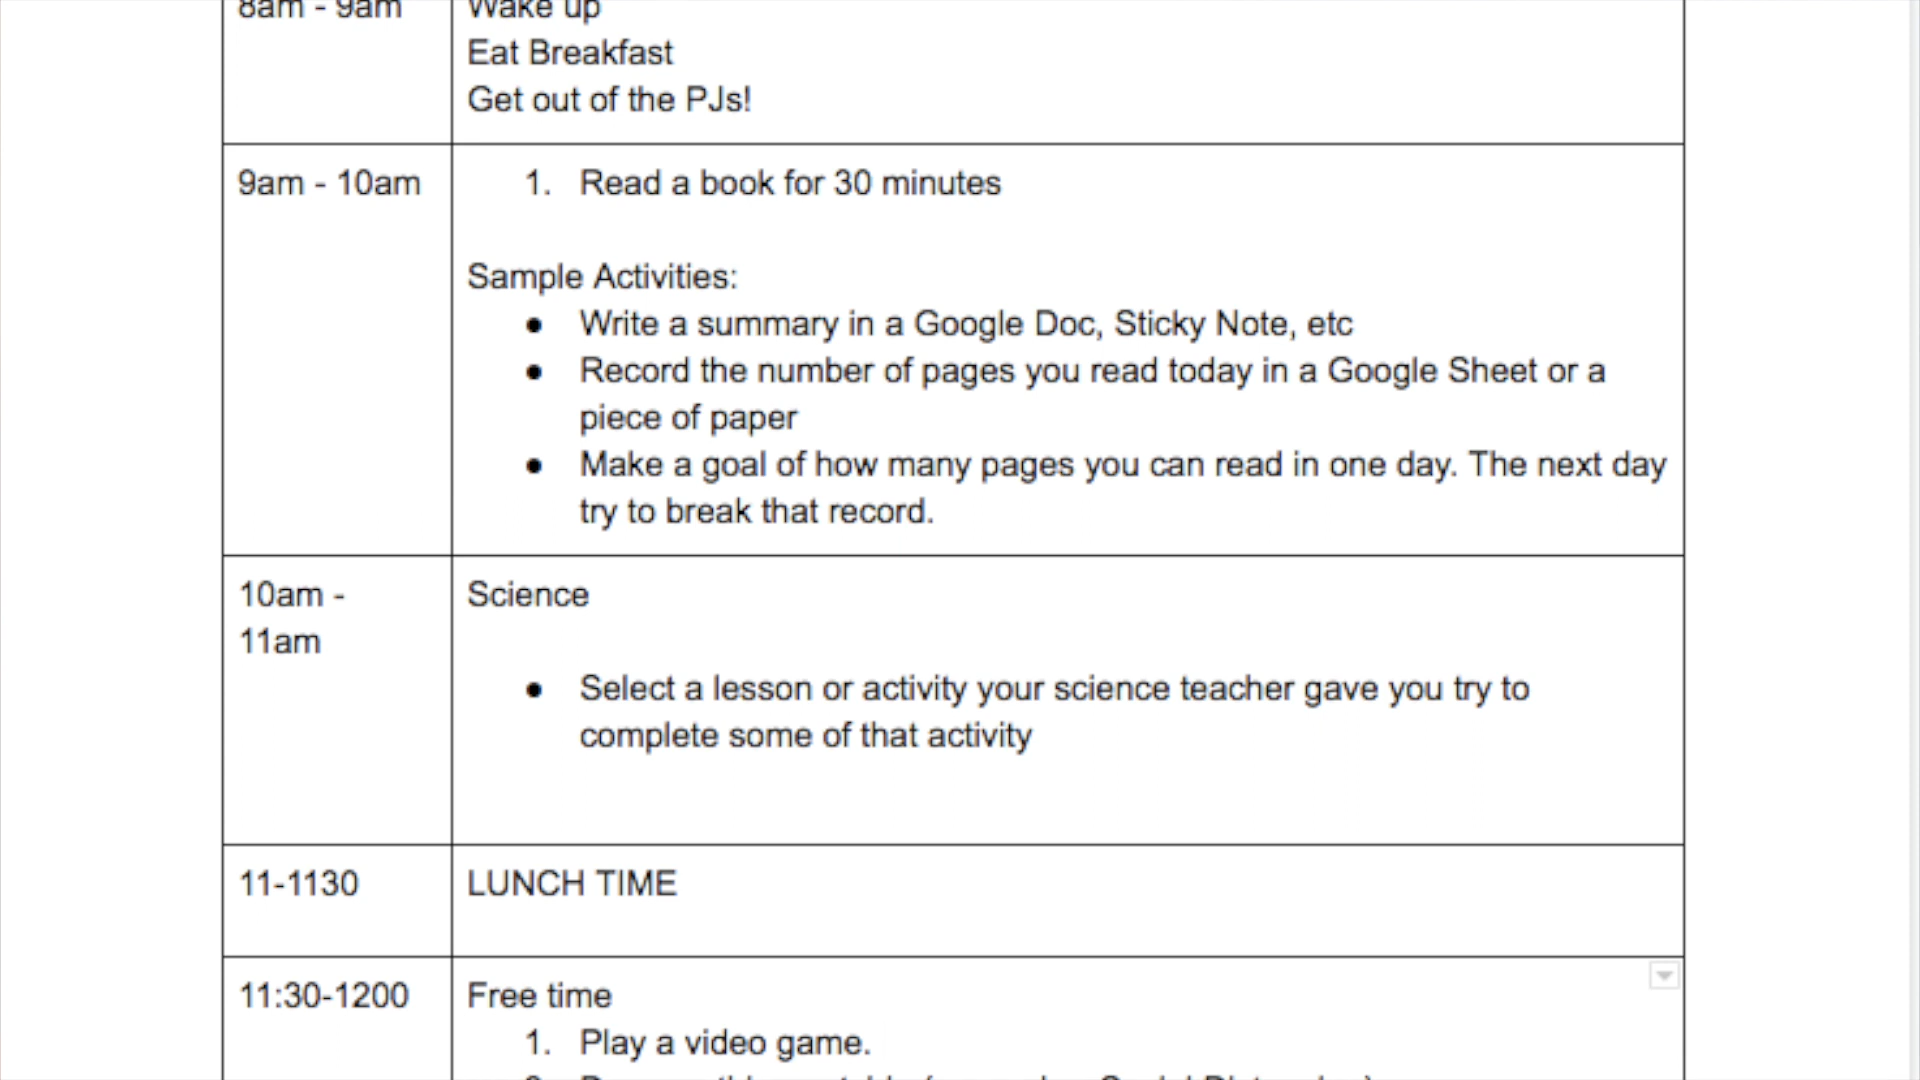 8am - 9am
Wake up
Eat Breakfast
Get out of the PJs!
9am - 10am
1. Read a book for 30 minutes
Sample Activities:
● Write a summary in a Google Doc, Sticky Note, etc
● Record the number of pages you read today in a Google Sheet or a
piece of paper
● Make a goal of how many pages you can read in one day. The next day
try to break that record.
10am -
11am
Science
● Select a lesson or activity your science teacher gave you try to
complete some of that activity
11-1130
LUNCH TIME
11:30-1200
Free time
1. Play a video game.